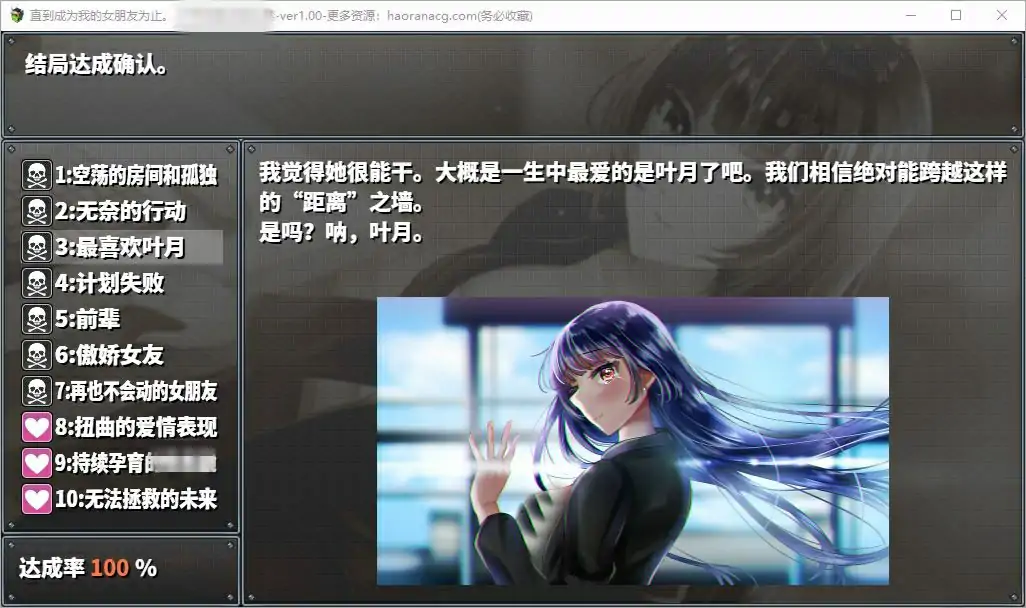 直到成为我的女朋友为止。
-ver1.00-更多资源：haoranacg.com(务必收藏)
结局达成确认。
1:空荡的房间和孤独
2:无奈的行动
3:最喜欢叶月
4:计划失败
5:前辈
6:傲娇女友
7:再也不会动的女朋友
8:扭曲的爱情表现
9:持续孕育的
10:无法拯救的未来
达成率 100 %
我觉得她很能干。大概是一生中最爱的是叶月了吧。我们相信绝对能跨越这样
的“距离”之墙。
是吗？呐，叶月。